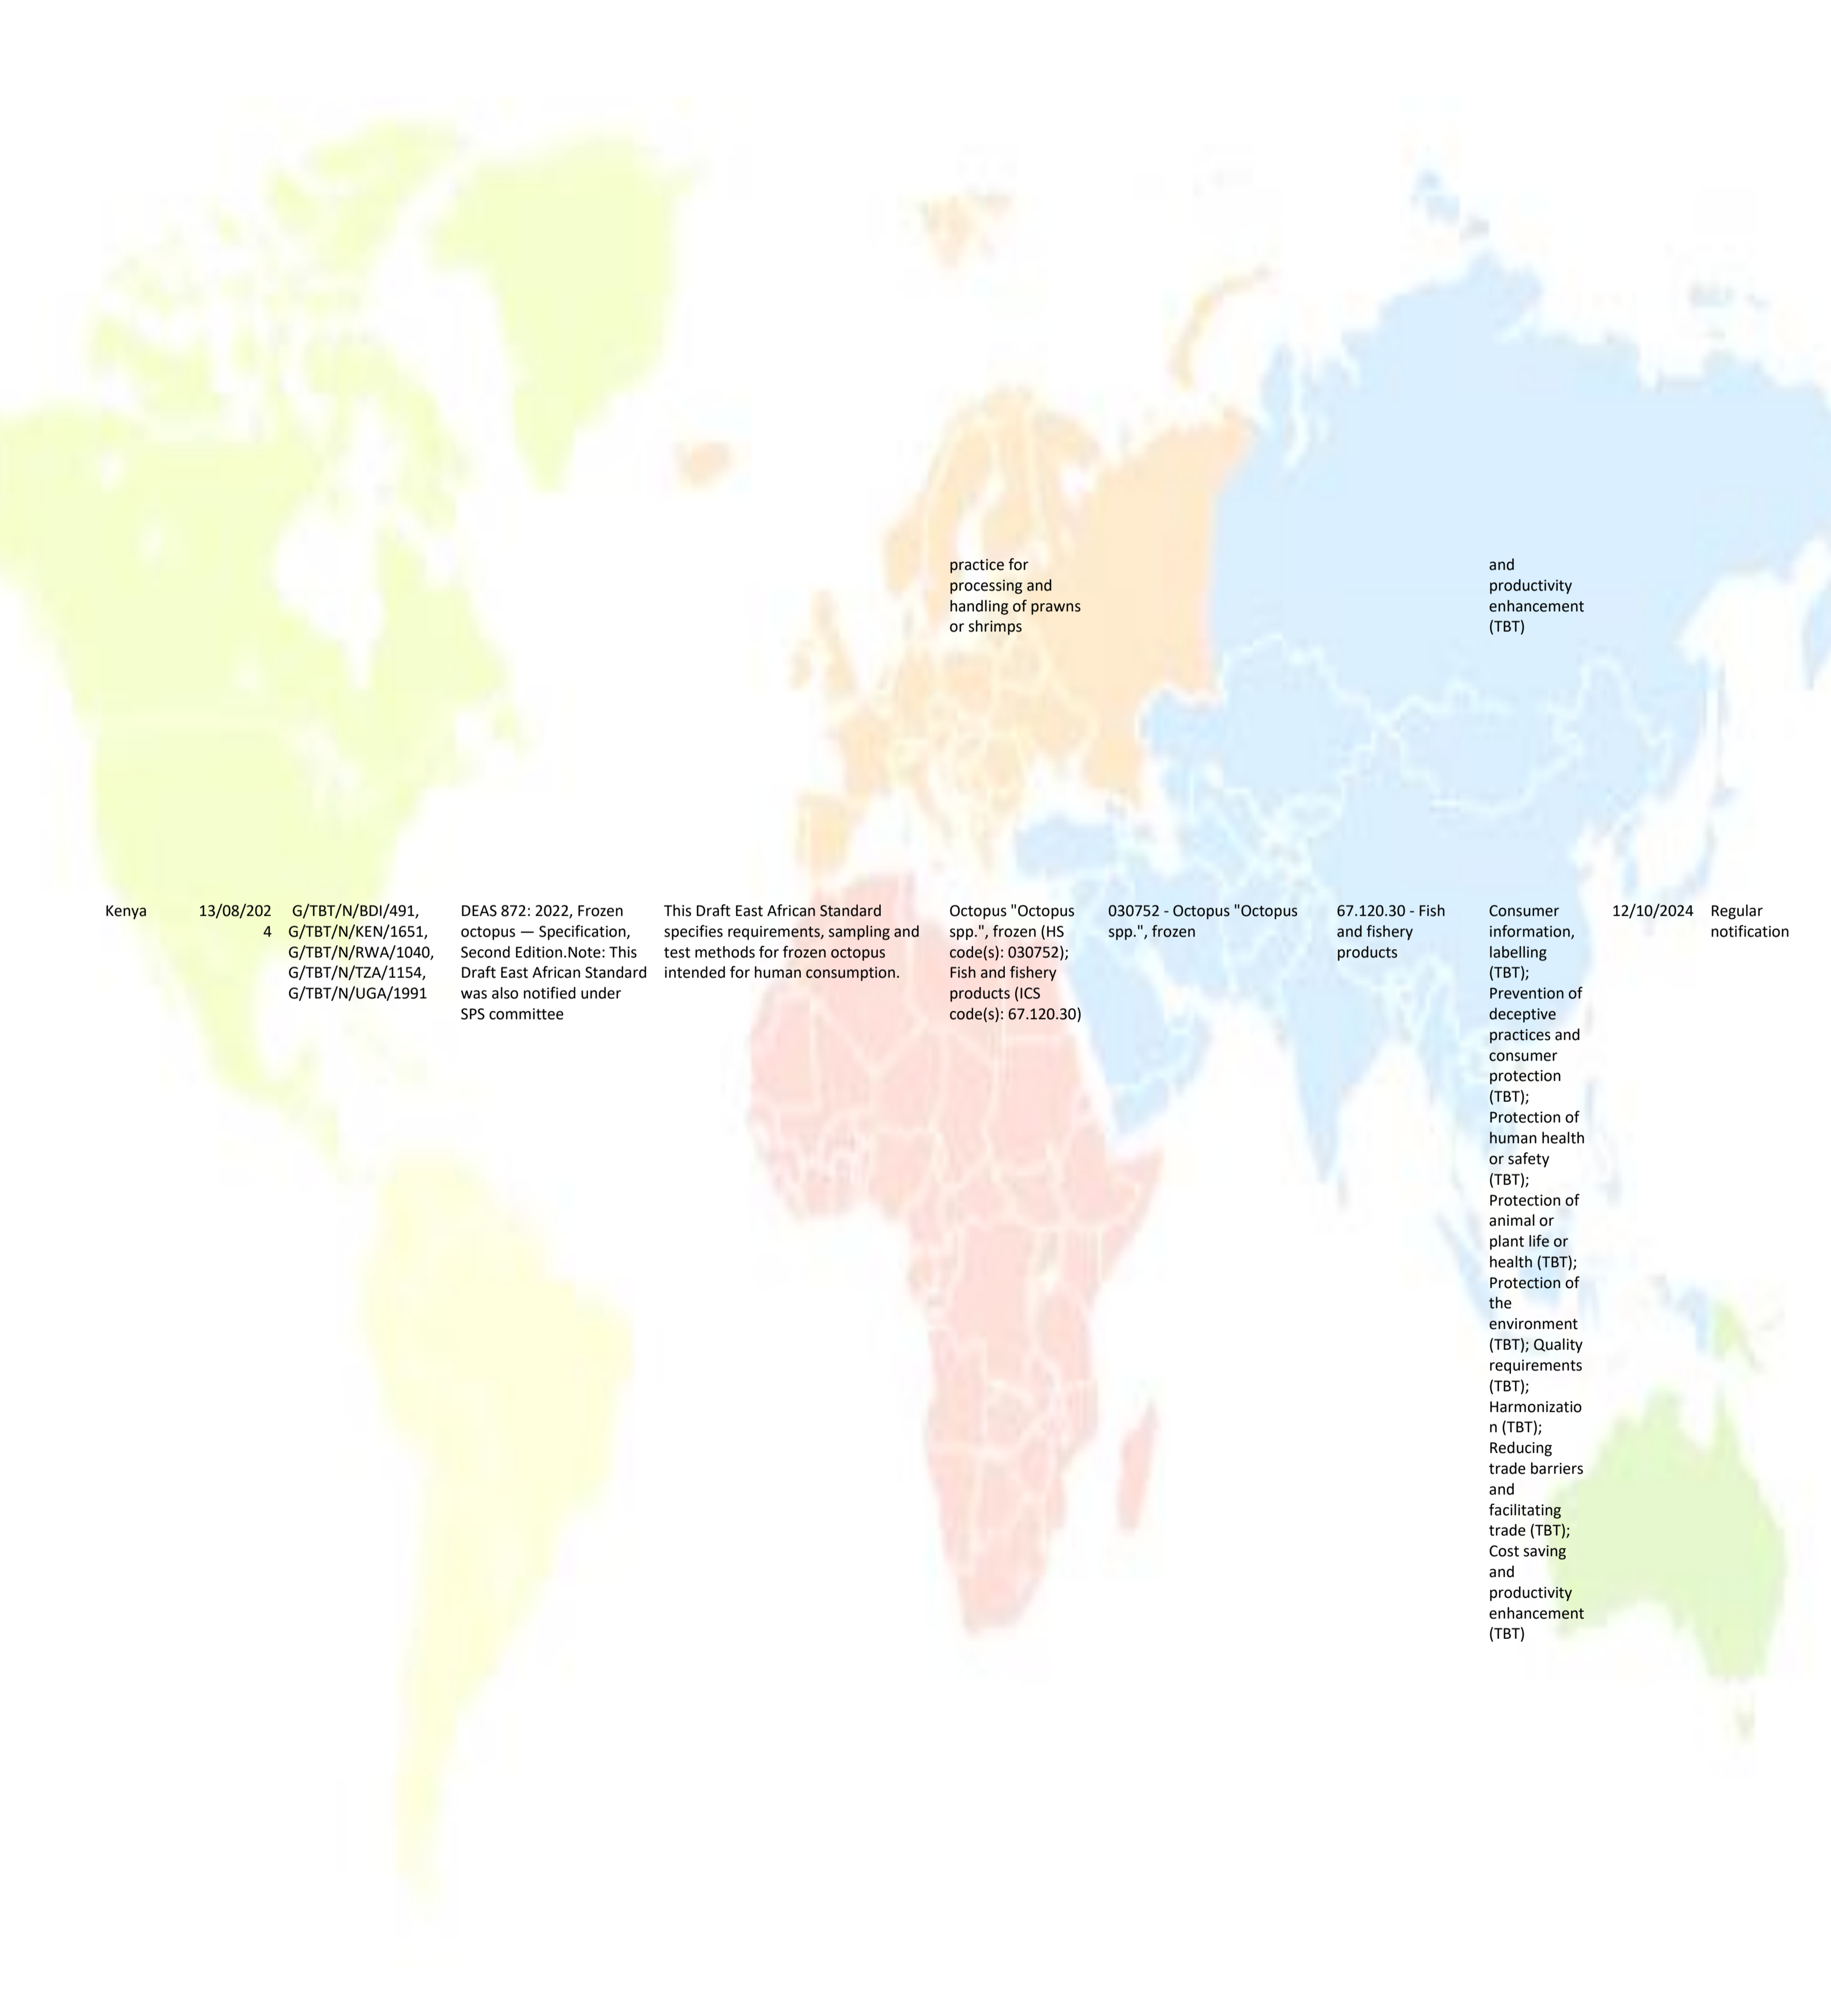 practice for
processing and
handling of prawns
or shrimps
and
productivity
enhancement
(TBT)
Kenya
13/08/202
4
G/TBT/N/BDI/491,
G/TBT/N/KEN/1651,
G/TBT/N/RWA/1040,
G/TBT/N/TZA/1154,
G/TBT/N/UGA/1991
DEAS 872: 2022, Frozen
octopus — Specification,
Second Edition.Note: This
Draft East African Standard
was also notified under
SPS committee
This Draft East African Standard
specifies requirements, sampling and
test methods for frozen octopus
intended for human consumption.
Octopus "Octopus
spp.", frozen (HS
code(s): 030752);
Fish and fishery
products (ICS
code(s): 67.120.30)
030752 - Octopus "Octopus
spp.", frozen
67.120.30 - Fish
and fishery
products
Consumer
information,
labelling
(TBT);
Prevention of
deceptive
practices and
consumer
protection
(TBT);
Protection of
human health
or safety
(TBT);
Protection of
animal or
plant life or
health (TBT);
Protection of
the
environment
(TBT); Quality
requirements
(TBT);
Harmonizatio
n (TBT);
Reducing
trade barriers
and
facilitating
trade (TBT);
Cost saving
and
productivity
enhancement
(TBT)
12/10/2024
Regular
notification